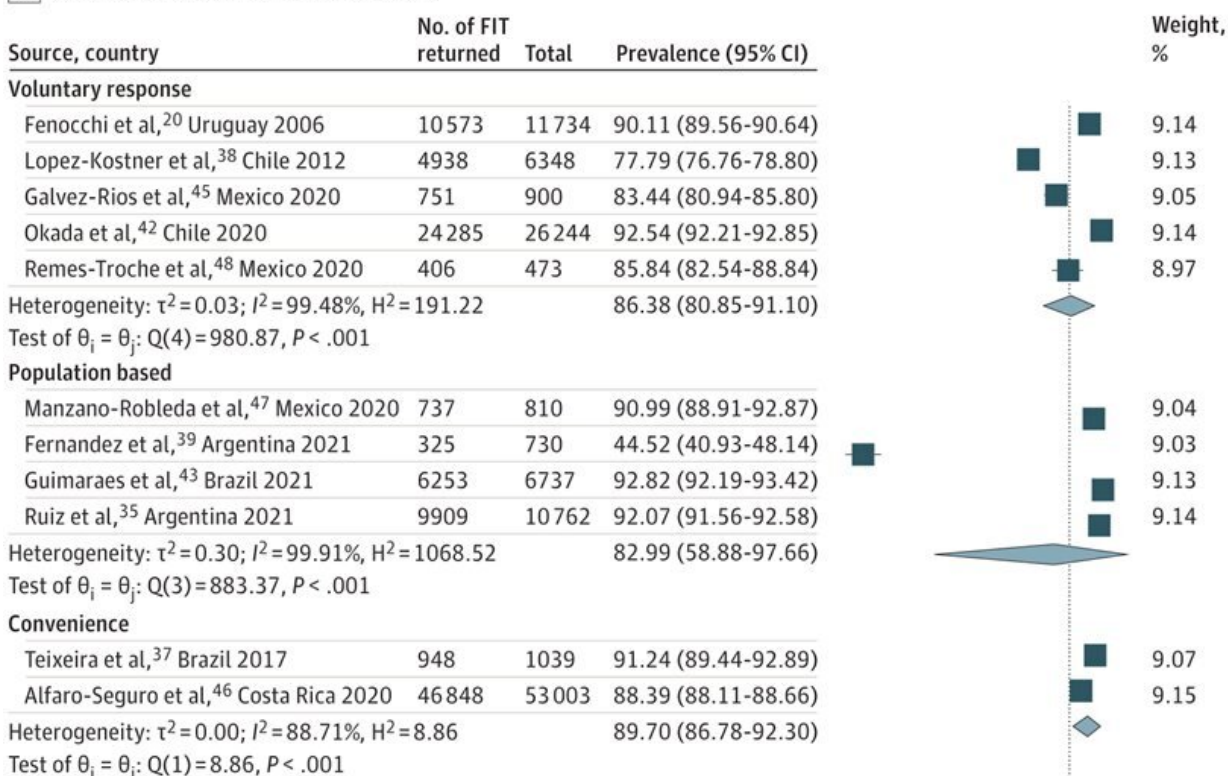 No. of FIT Weight,
Source, country returned Total Prevalence (95% CI) %
Voluntary response
Fenocchi et al,²⁰ Uruguay 2006 10573 11734 90.11 (89.56-90.64) 9.14
Lopez-Kostner et al,³⁸ Chile 2012 4938 6348 77.79 (76.76-78.80) 9.13
Galvez-Rios et al,⁴⁵ Mexico 2020 751 900 83.44 (80.94-85.80) 9.05
Okada et al,⁴² Chile 2020 24285 26244 92.54 (92.21-92.85) 9.14
Remes-Troche et al,⁴⁸ Mexico 2020 406 473 85.84 (82.54-88.84) 8.97
Heterogeneity: τ²=0.03; I²=99.48%, H²=191.22 86.38 (80.85-91.10)
Test of θᵢ = θⱼ: Q(4)=980.87, P< .001
Population based
Manzano-Robleda et al,⁴⁷ Mexico 2020 737 810 90.99 (88.91-92.87) 9.04
Fernandez et al,³⁹ Argentina 2021 325 730 44.52 (40.93-48.14) 9.03
Guimaraes et al,⁴³ Brazil 2021 6253 6737 92.82 (92.19-93.42) 9.13
Ruiz et al,³⁵ Argentina 2021 9909 10762 92.07 (91.56-92.58) 9.14
Heterogeneity: τ²=0.30; I²=99.91%, H²=1068.52 82.99 (58.88-97.66)
Test of θᵢ = θⱼ: Q(3)=883.37, P< .001
Convenience
Teixeira et al,³⁷ Brazil 2017 948 1039 91.24 (89.44-92.89) 9.07
Alfaro-Seguro et al,⁴⁶ Costa Rica 2020 46848 53003 88.39 (88.11-88.66) 9.15
Heterogeneity: τ²=0.00; I²=88.71%, H²=8.86 89.70 (86.78-92.30)
Test of θᵢ = θⱼ: Q(1)=8.86, P< .001